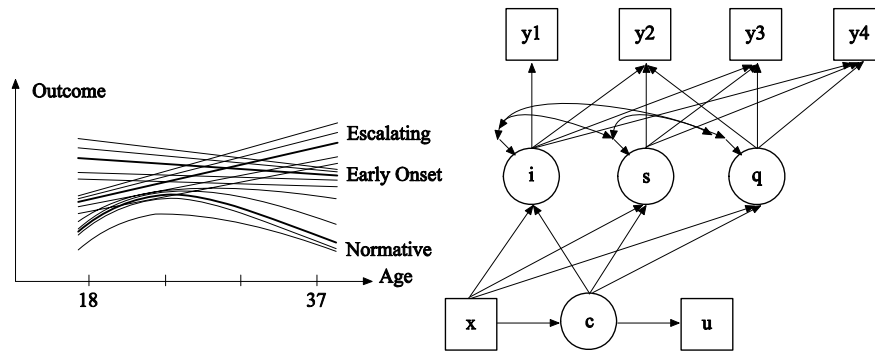 Outcome
Escalating
Early Onset
Normative
Age
18
37
y1 y2 y3 y4
i s q
x c u